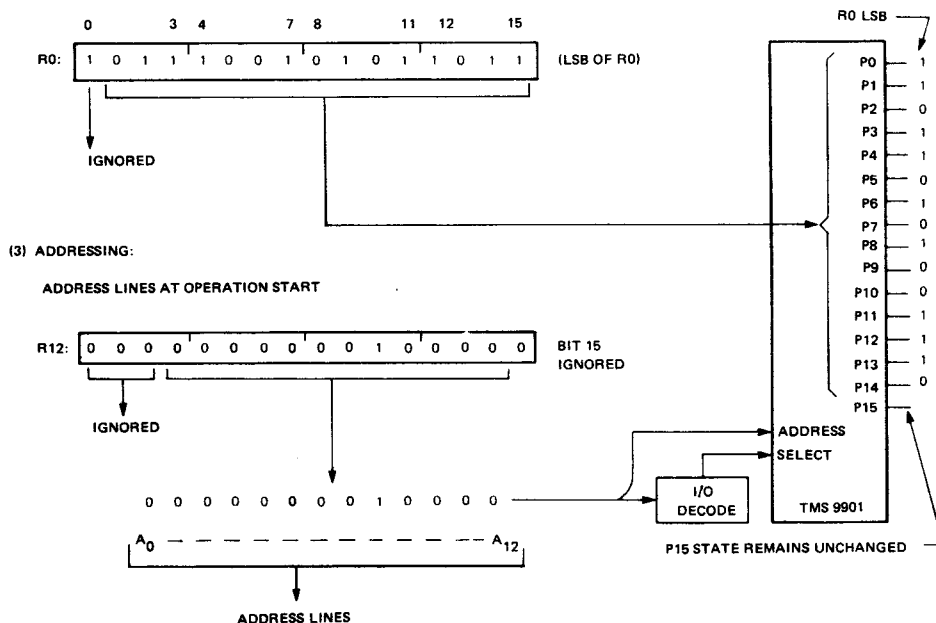 0 3 4 7 8 11 12 15
R0: 1 0 1 1 1 0 0 1 0 1 0 1 1 0 1 1 (LSB OF R0)
IGNORED
(3) ADDRESSING:
ADDRESS LINES AT OPERATION START
R12: 0 0 0 0 0 0 0 0 0 0 1 0 0 0 0 0
BIT 15
IGNORED
IGNORED
0 0 0 0 0 0 0 0 1 0 0 0 0
A0 — — — — — — — — — A12
ADDRESS LINES
R0 LSB
P0 1
P1 1
P2 0
P3 1
P4 1
P5 0
P6 1
P7 0
P8 1
P9 0
P10 0
P11 1
P12 1
P13 1
P14 0
P15
ADDRESS
SELECT
I/O
DECODE
TMS 9901
P15 STATE REMAINS UNCHANGED